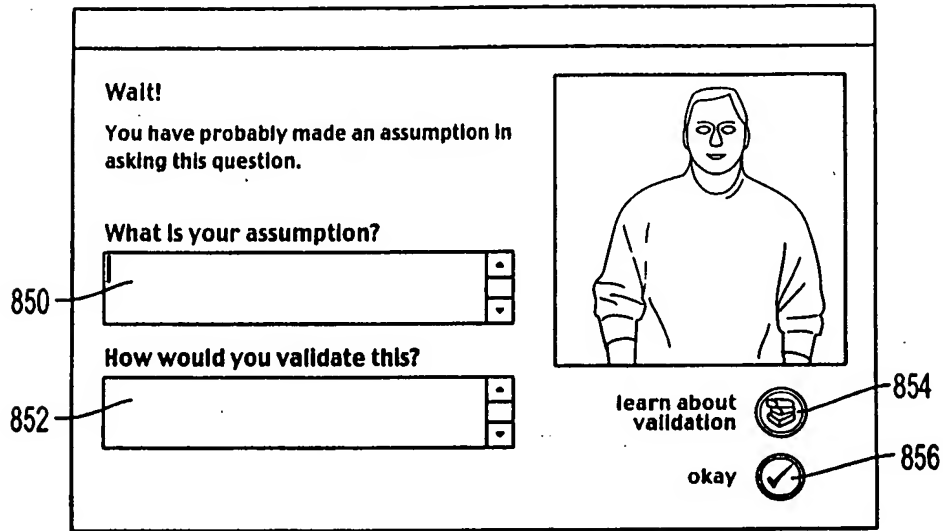 Wait!
You have probably made an assumption in
asking this question.
What is your assumption?
850
How would you validate this?
852
learn about
validation
854
okay
856